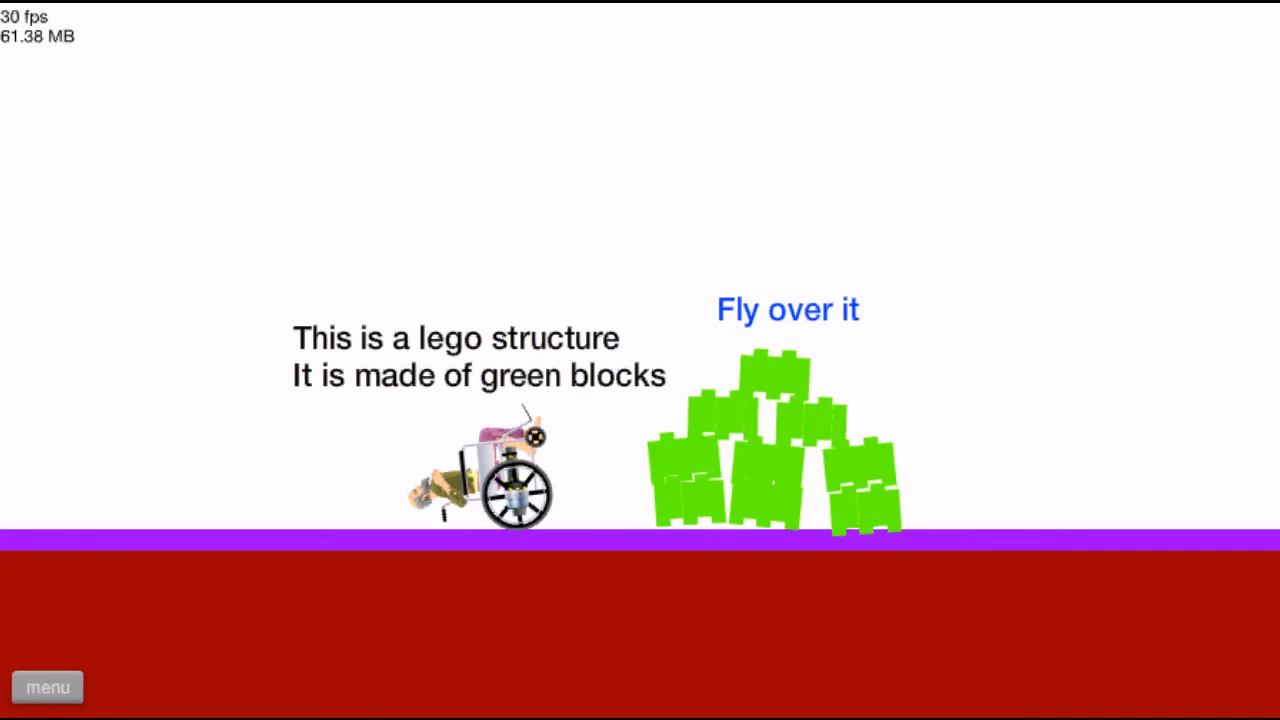 30 fps
61.38 MB
Fly over it
This is a lego structure
It is made of green blocks
menu